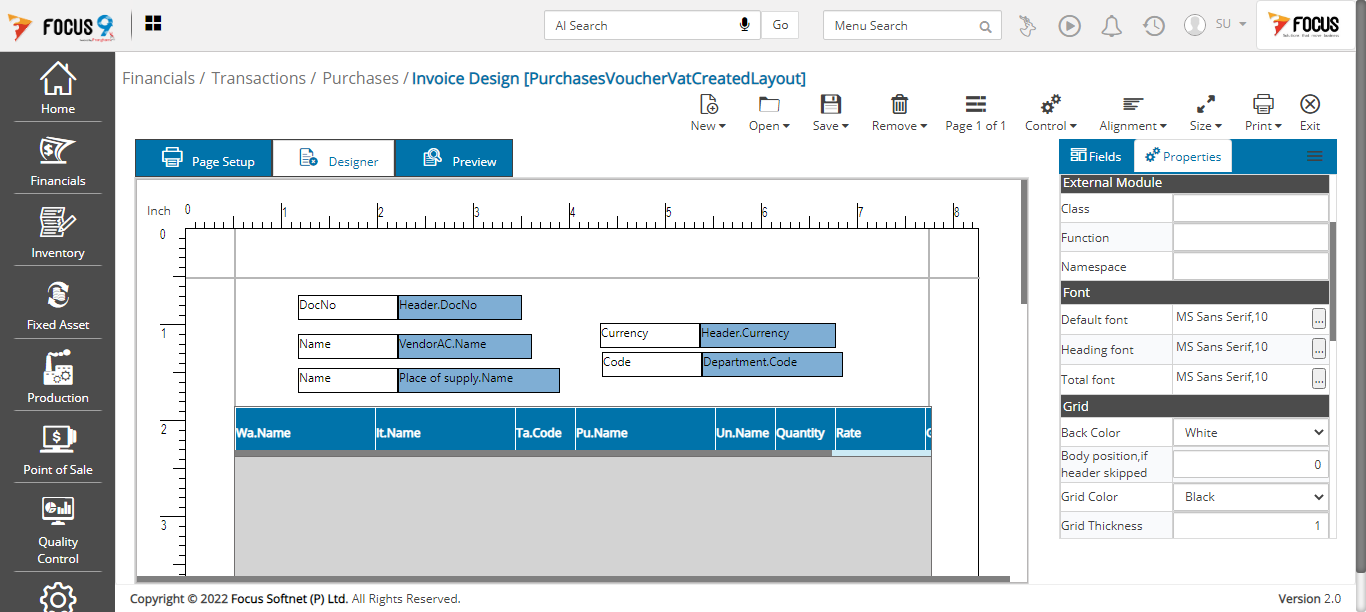 FOCUS 9
AI Search
Go
Menu Search
SU
FOCUS
Home
Financials
Inventory
Fixed Asset
Production
Point of Sale
Quality
Control
Financials / Transactions / Purchases / Invoice Design [PurchasesVoucherVatCreatedLayout]
New
Open
Save
Remove
Page 1 of 1
Control
Alignment
Size
Print
Exit
Page Setup
Designer
Preview
Inch
0 1 2 3 4 5 6 7 8
0
1
2
3
DocNo Header.DocNo
Name VendorAC.Name
Name Place of supply.Name
Currency Header.Currency
Code Department.Code
Wa.Name It.Name Ta.Code Pu.Name Un.Name Quantity Rate
Fields
Properties
External Module
Class
Function
Namespace
Font
Default font MS Sans Serif,10 ...
Heading font MS Sans Serif,10 ...
Total font MS Sans Serif,10 ...
Grid
Back Color White
Body position,if
header skipped 0
Grid Color Black
Grid Thickness 1
Copyright © 2022 Focus Softnet (P) Ltd. All Rights Reserved.
Version 2.0